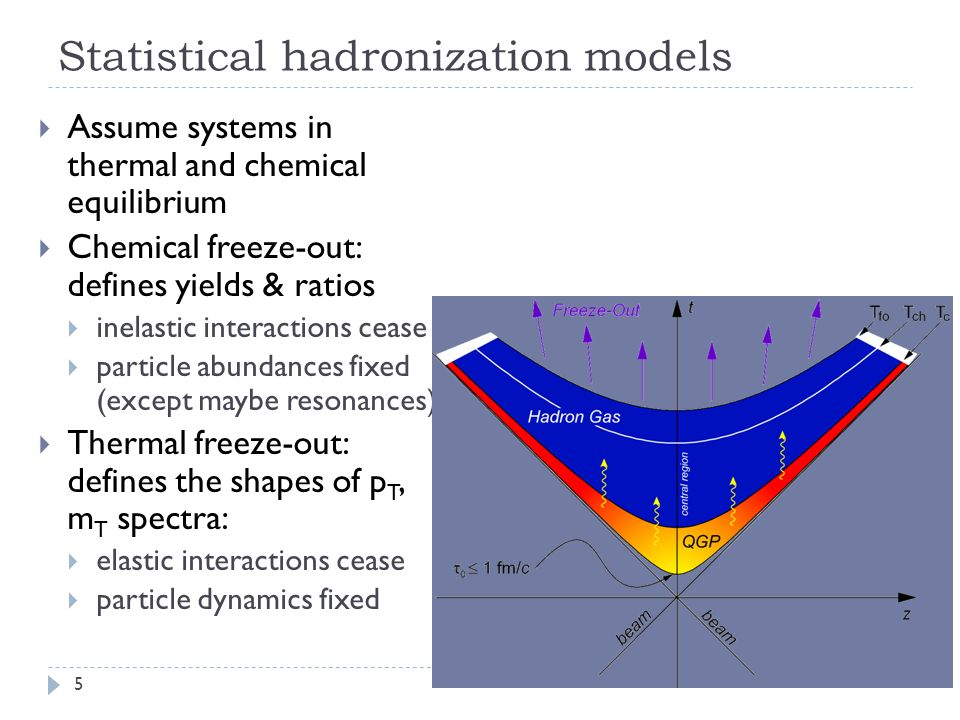 Statistical hadronization models
Assume systems in
thermal and chemical
equilibrium
Chemical freeze-out:
defines yields & ratios
inelastic interactions cease
particle abundances fixed
(except maybe resonances)
Thermal freeze-out:
defines the shapes of pT,
mT spectra:
elastic interactions cease
particle dynamics fixed
5
Freeze-Out
t
Tfo Tch Tc
Hadron Gas
central region
QGP
τ0 ≤ 1 fm/c
z
beam
beam